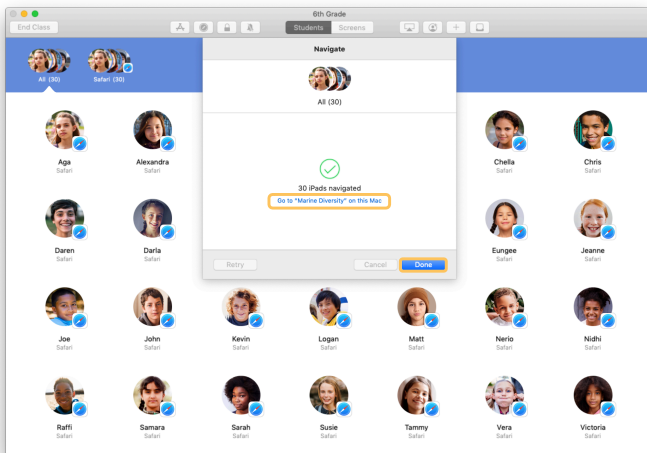 6th Grade
End Class
Students Screens
Navigate
All (30)
Safari (30)
All (30)
30 iPads navigated
Go to "Marine Diversity" on this Mac
Retry Cancel Done
Aga Alexandra Chella Chris
Safari Safari Safari Safari
Daren Darla Eungee Jeanne
Safari Safari Safari Safari
Joe John Kevin Logan Matt Nerio Nidhi
Safari Safari Safari Safari Safari Safari Safari
Raffi Samara Sarah Susie Tammy Vera Victoria
Safari Safari Safari Safari Safari Safari Safari